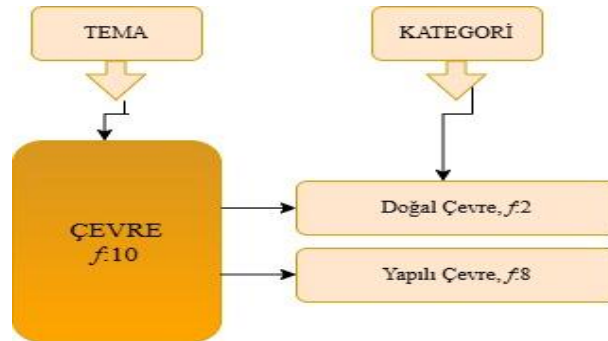 TEMA
KATEGORİ
ÇEVRE
f:10
Doğal Çevre, f:2
Yapılı Çevre, f:8